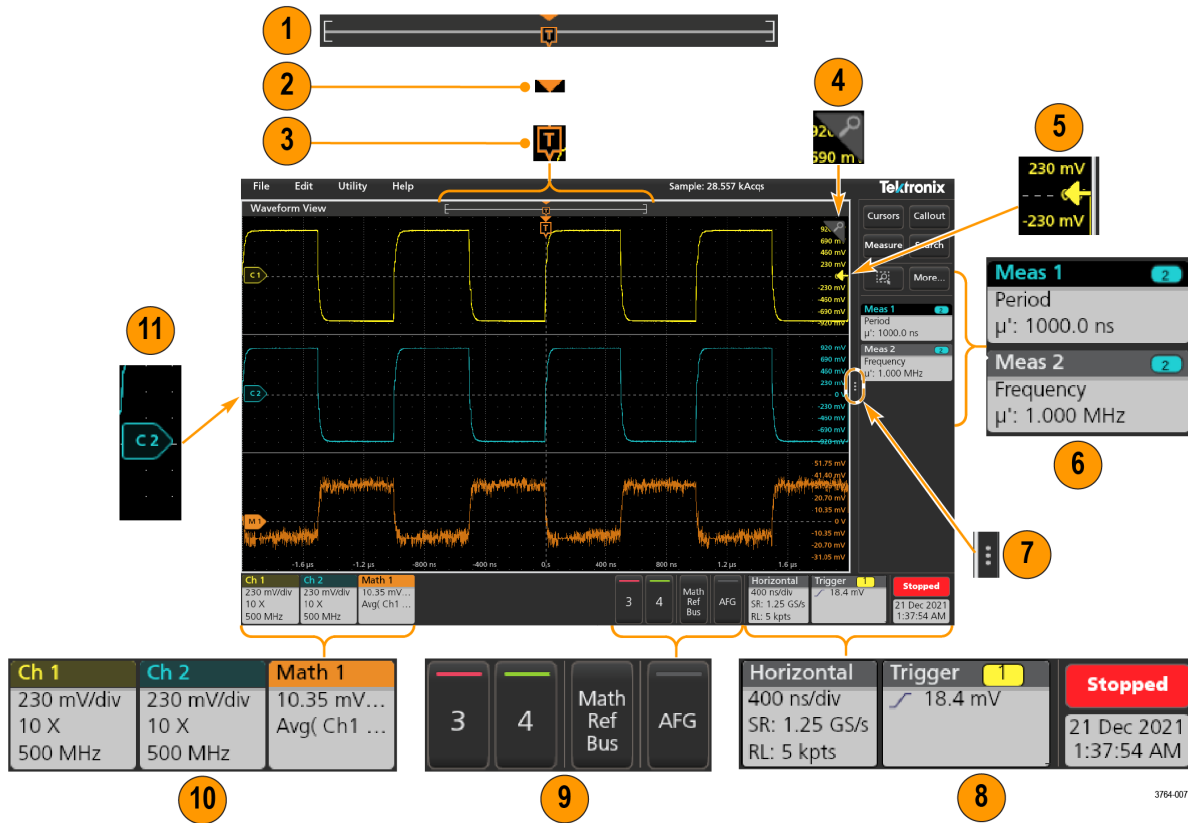 1
T
2
3
T
4
920
690 m
5
230 mV
-230 mV
File Edit Utility Help Sample: 28.557 kAcqs Tektronix
Waveform View
T
T
Cursors Callout
Measure Search
More...
C 1
920
690 m
460 mV
230 mV
0
-230 mV
-460 mV
-690 mV
-920 mV
Meas 1 2
Period
µ': 1000.0 ns
Meas 2 2
Frequency
µ': 1.000 MHz
Meas 1 2
Period
µ': 1000.0 ns
Meas 2 2
Frequency
µ': 1.000 MHz
6
11
C 2
C 2
920 mV
690 mV
460 mV
230 mV
0 V
-230 mV
-460 mV
-690 mV
-920 mV
7
M 1
51.75 mV
41.40 mV
20.70 mV
10.35 mV
0 V
-10.35 mV
-20.70 mV
-31.05 mV
-1.6 µs -1.2 µs -800 ns -400 ns 0 s 400 ns 800 ns 1.2 µs 1.6 µs
Ch 1
230 mV/div
10 X
500 MHz
Ch 2
230 mV/div
10 X
500 MHz
Math 1
10.35 mV...
Avg( Ch1 ...
3
4
Math
Ref
Bus
AFG
Horizontal
400 ns/div
SR: 1.25 GS/s
RL: 5 kpts
Trigger 1
18.4 mV
Stopped
21 Dec 2021
1:37:54 AM
Ch 1
230 mV/div
10 X
500 MHz
Ch 2
230 mV/div
10 X
500 MHz
Math 1
10.35 mV...
Avg( Ch1 ...
10
3
4
Math
Ref
Bus
AFG
9
Horizontal
400 ns/div
SR: 1.25 GS/s
RL: 5 kpts
Trigger 1
18.4 mV
Stopped
21 Dec 2021
1:37:54 AM
8
3764-007